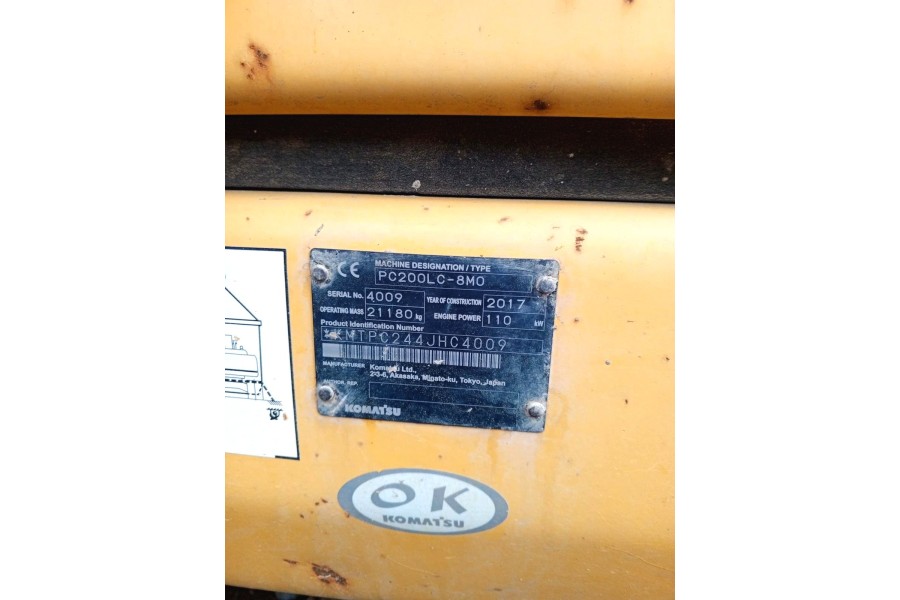 CE
MACHINE DESIGNATION / TYPE
PC200LC-8M0
SERIAL No. 4009 YEAR OF CONSTRUCTION 2017
OPERATING MASS 21180 kg ENGINE POWER 110 kW
Product Identification Number
*KMTPC244JHC4009
MANUFACTURER Komatsu Ltd.,
2-3-6, Akasaka, Minato-ku, Tokyo, Japan
REP.
KOMATSU
OK
KOMATSU